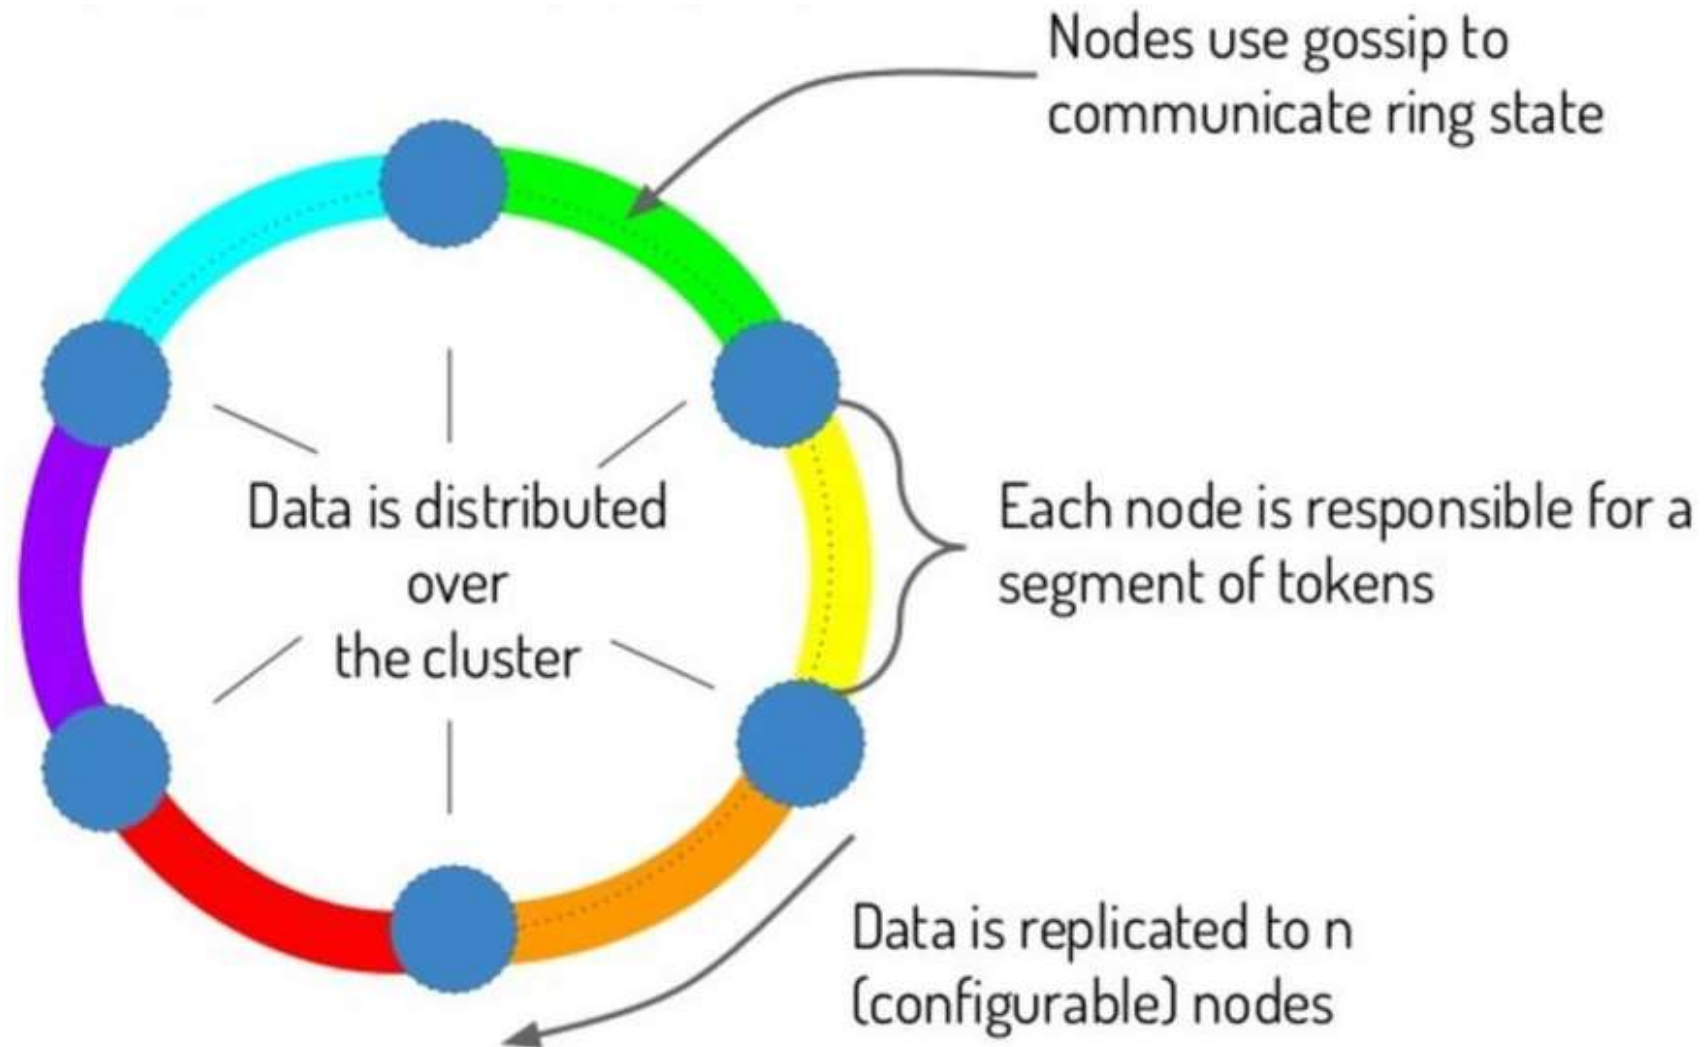 Nodes use gossip to
communicate ring state
Data is distributed
over
the cluster
Each node is responsible for a
segment of tokens
Data is replicated to n
(configurable) nodes